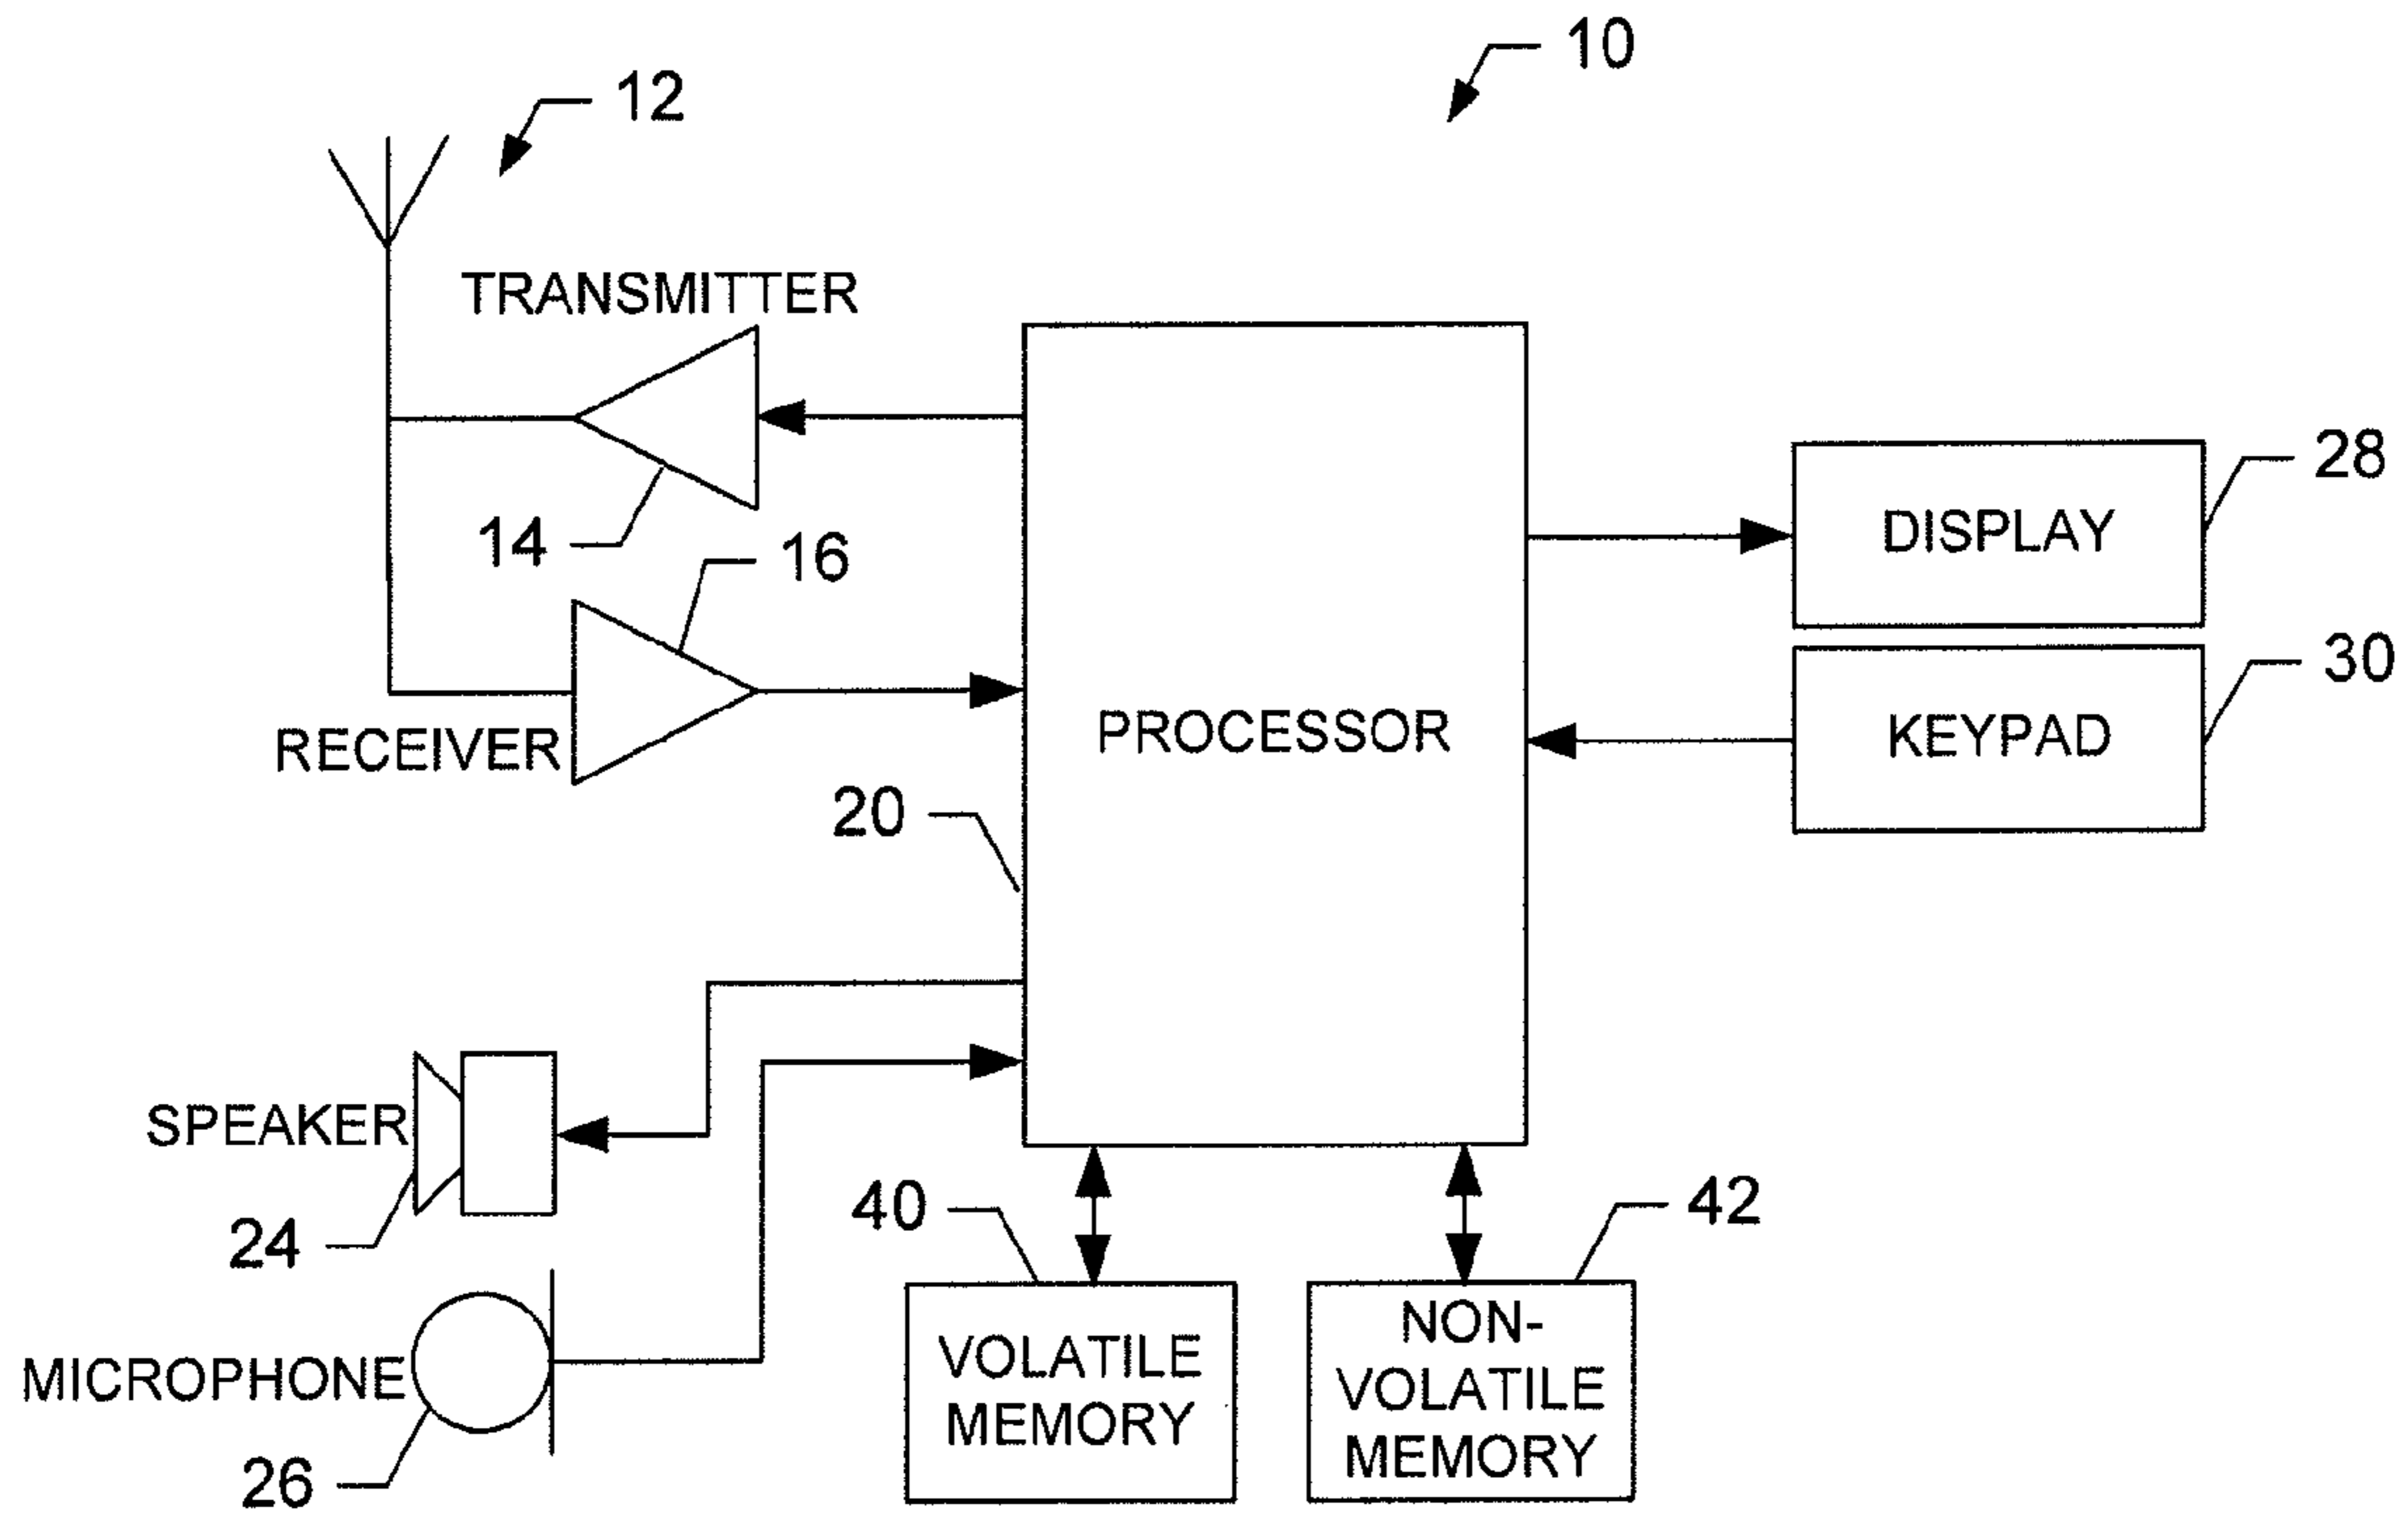 10
12
TRANSMITTER
14
16
28
DISPLAY
30
KEYPAD
PROCESSOR
RECEIVER
20
SPEAKER
24
MICROPHONE
26
40
42
VOLATILE
MEMORY
NON-
VOLATILE
MEMORY